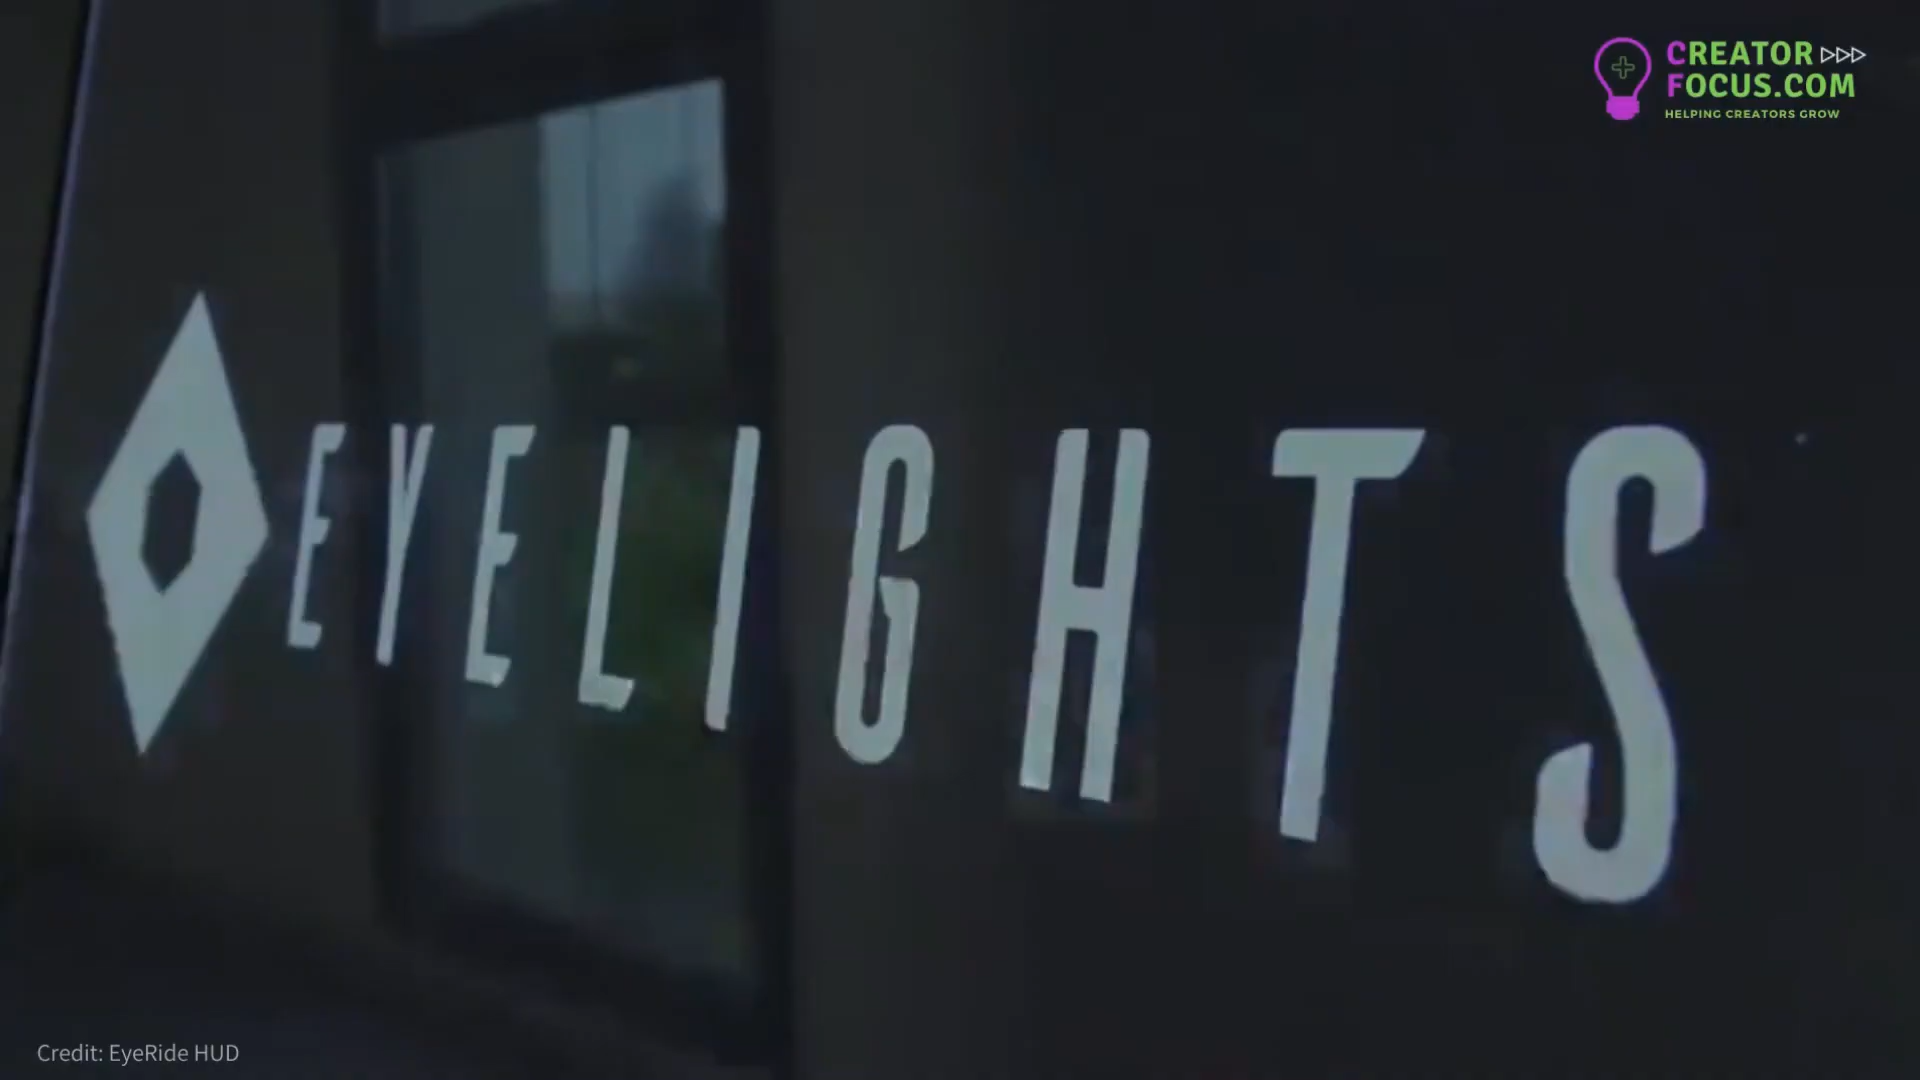 CREATOR
FOCUS.COM
HELPING CREATORS GROW
EYELIGHTS
Credit: EyeRide HUD